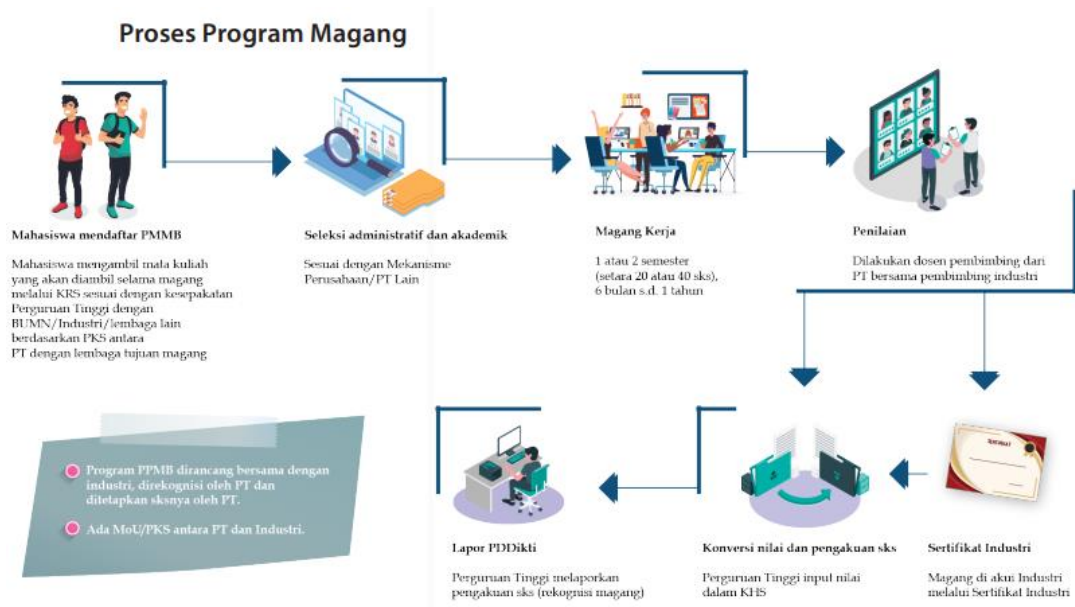 Proses Program Magang
Mahasiswa mendaftar PMMB
Mahasiswa mengambil mata kuliah
yang akan diambil selama magang
melalui KRS sesuai dengan kesepakatan
Perguruan Tinggi dengan
BUMN/Industri/lembaga lain
berdasarkan PKS antara
PT dengan lembaga tujuan magang
Seleksi administratif dan akademik
Sesuai dengan Mekanisme
Perusahaan/PT Lain
Magang Kerja
1 atau 2 semester
(setara 20 atau 40 sks),
6 bulan s.d. 1 tahun
Penilaian
Dilakukan dosen pembimbing dari
PT bersama pembimbing industri
Program PPMB dirancang bersama dengan
industri, direkognisi oleh PT dan
ditetapkan sksnya oleh PT.
Ada MoU/PKS antara PT dan Industri.
Lapor PDDikti
Perguruan Tinggi melaporkan
pengakuan sks (rekognisi magang)
Konversi nilai dan pengakuan sks
Perguruan Tinggi input nilai
dalam KHS
Sertifikat Industri
Magang di akui Industri
melalui Sertifikat Industri